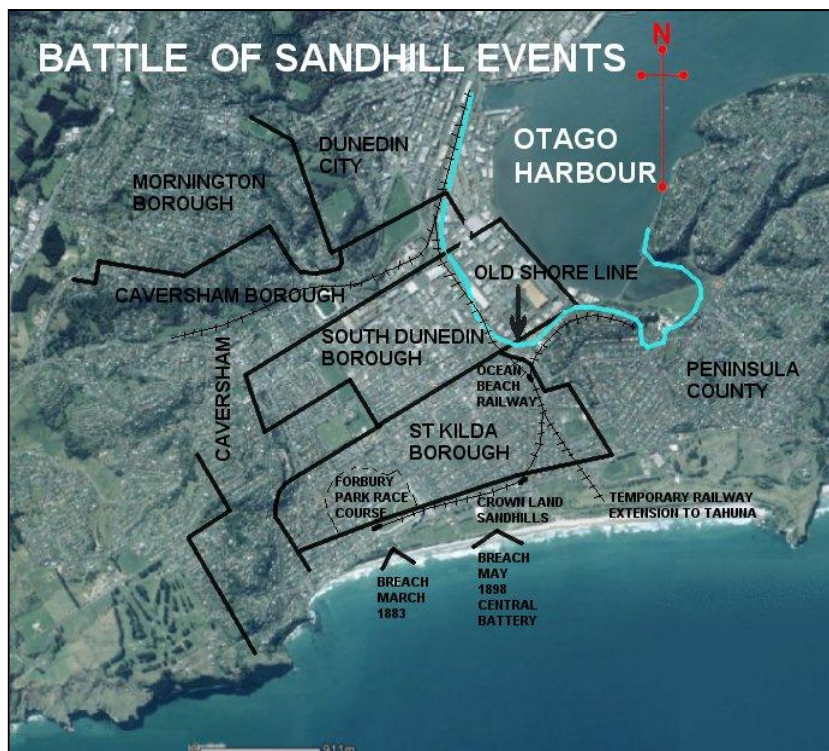 BATTLE OF SANDHILL EVENTS
N
DUNEDIN
CITY
OTAGO
HARBOUR
MORNINGTON
BOROUGH
OLD SHORE LINE
CAVERSHAM BOROUGH
SOUTH DUNEDIN
BOROUGH
CAVERSHAM
OCEAN
BEACH
RAILWAY
PENINSULA
COUNTY
ST KILDA
BOROUGH
FORBURY
PARK RACE
COURSE
CROWN LAND
SANDHILLS
TEMPORARY RAILWAY
EXTENSION TO TAHUNA
BREACH
MARCH
1883
BREACH
MAY
1898
CENTRAL
BATTERY
911m